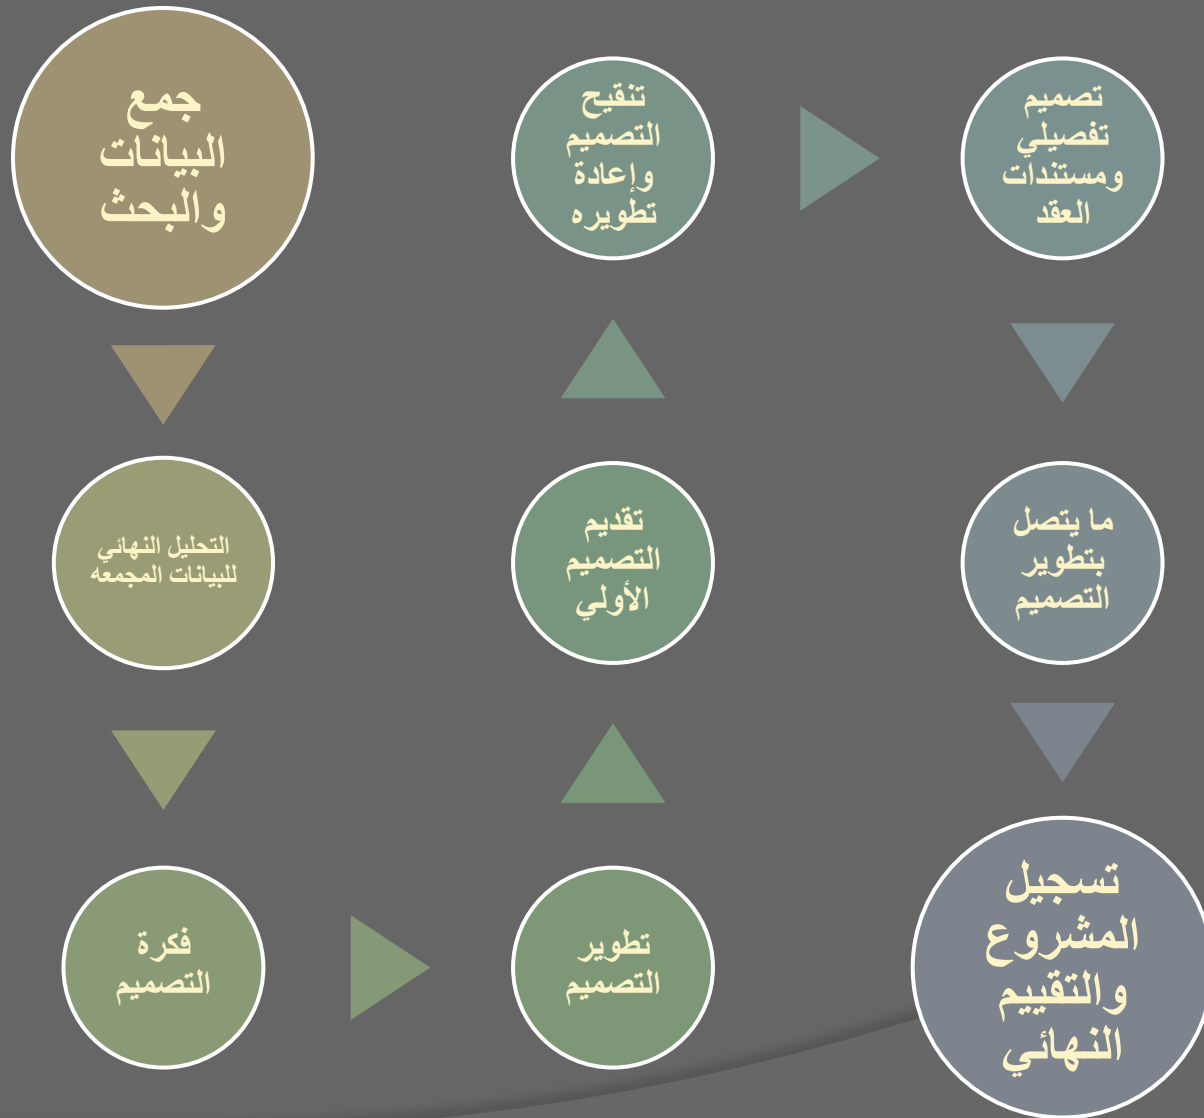 جمع
البيانات
والبحث
التحليل النهائي
للبيانات المجمعه
فكرة
التصميم
تطوير
التصميم
تقديم
التصميم
الأولي
تنقيح
التصميم
وإعادة
تطويره
تصميم
تفصيلي
ومستندات
العقد
ما يتصل
بتطوير
التصميم
تسجيل
المشروع
والتقييم
النهائي